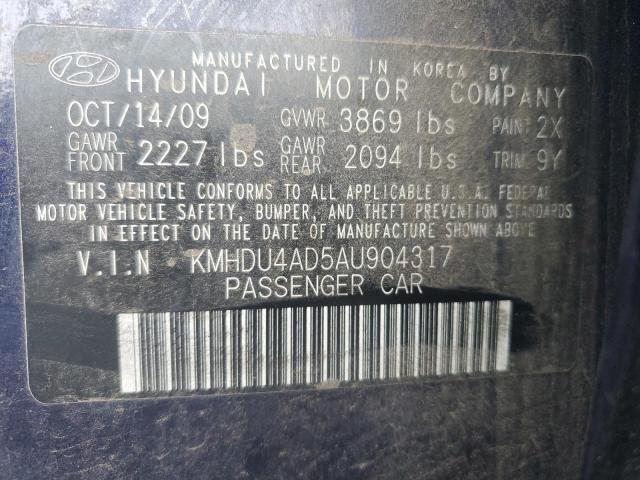 MANUFACTURED IN KOREA BY
HYUNDAI MOTOR COMPANY
OCT/14/09 GVWR 3869 lbs PAINT 2X
GAWR FRONT 2227 lbs GAWR REAR 2094 lbs TRIM 9Y
THIS VEHICLE CONFORMS TO ALL APPLICABLE U.S.A. FEDERAL
MOTOR VEHICLE SAFETY, BUMPER, AND THEFT PREVENTION STANDARDS
IN EFFECT ON THE DATE OF MANUFACTURE SHOWN ABOVE.
V.I.N KMHDU4AD5AU904317
PASSENGER CAR